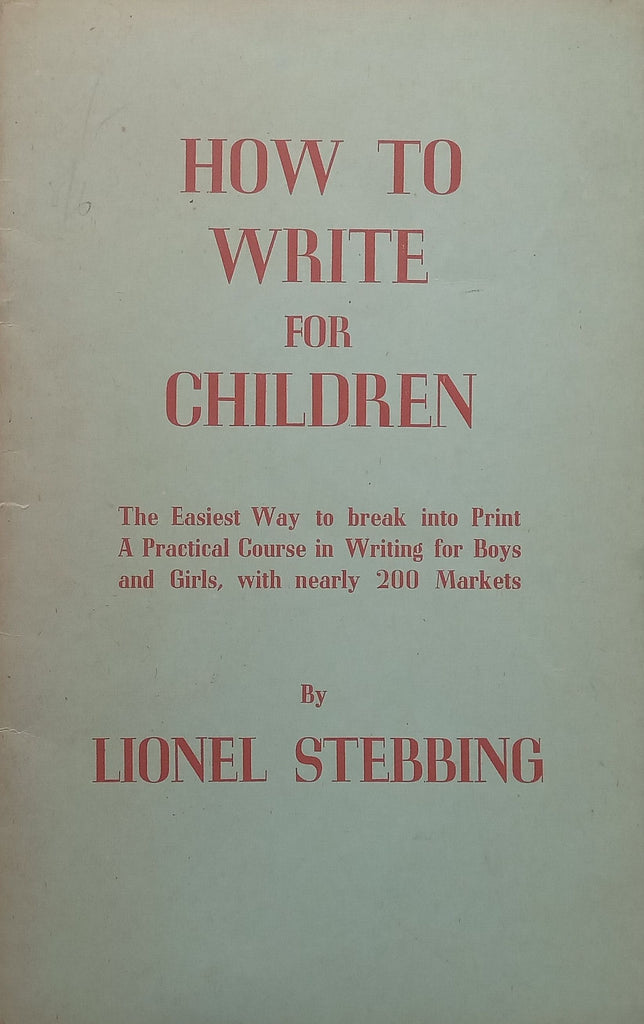 HOW TO
WRITE
FOR
CHILDREN
The Easiest Way to break into Print
A Practical Course in Writing for Boys
and Girls, with nearly 200 Markets
By
LIONEL STEBBING